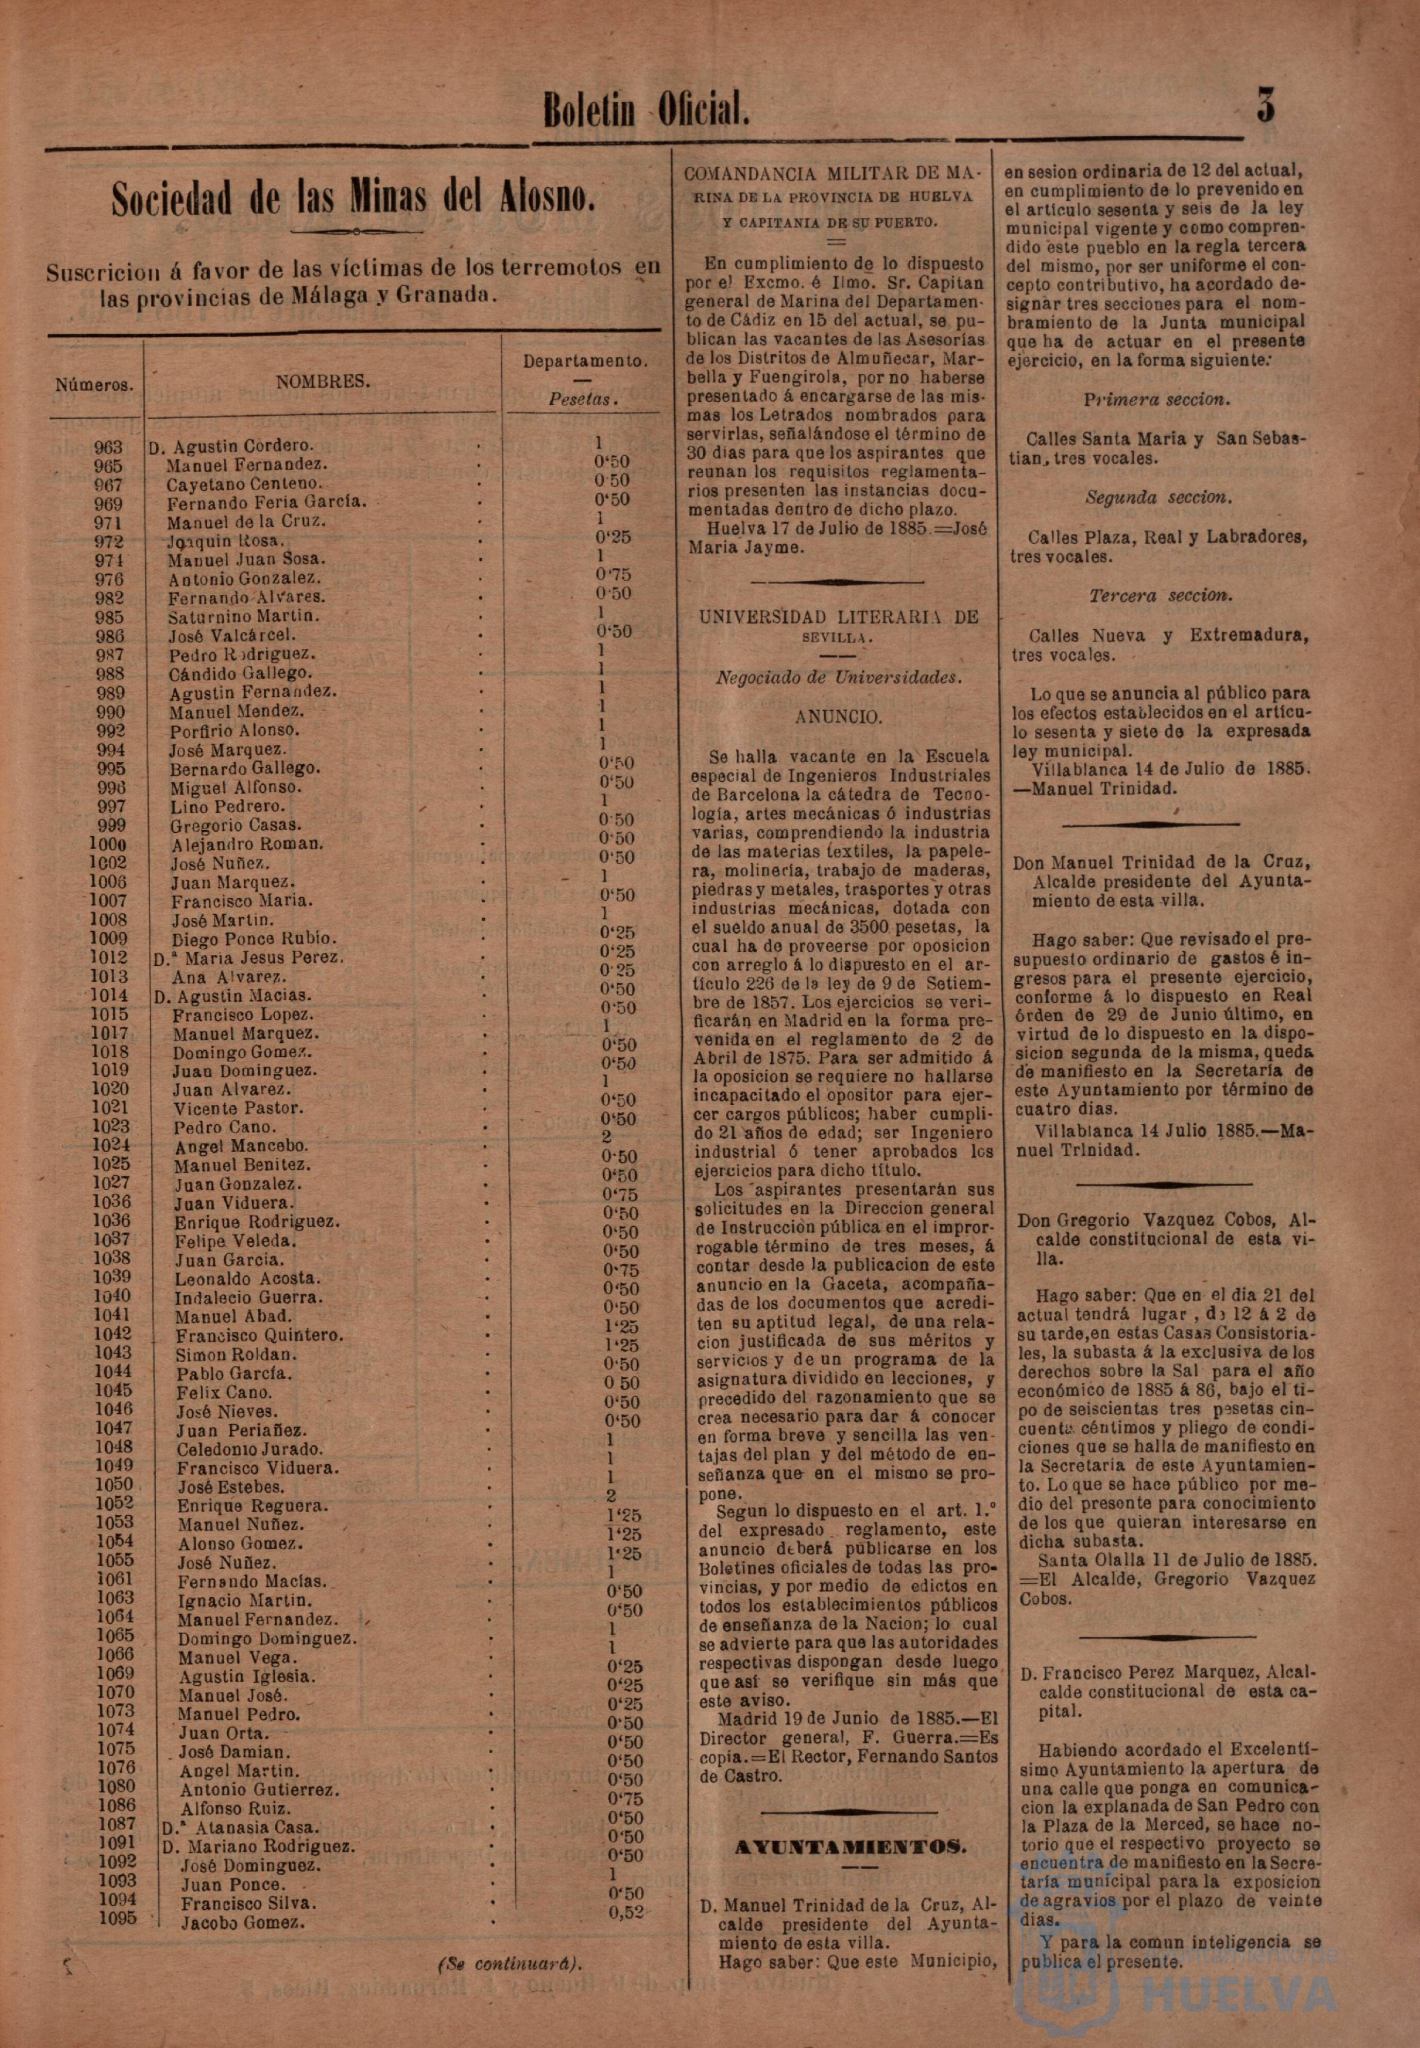 Boletin Oficial. 3
Sociedad de las Minas del Alosno.
Suscricion á favor de las víctimas de los terremotos en
las provincias de Málaga y Granada.
Números. NOMBRES. Departamento.
Pesetas.
963 D. Agustin Cordero. 1
965 Manuel Fernandez. 0‘50
967 Cayetano Centeno. 0·50
969 Fernando Feria García. 0‘50
971 Manuel de la Cruz. 1
972 Joaquin Rosa. 0‘25
974 Manuel Juan Sosa. 1
976 Antonio Gonzalez. 0‘75
982 Fernando Alvares. 0·50
985 Saturnino Martin. 1
986 José Valcárcel. 0‘50
987 Pedro Rodriguez. 1
988 Cándido Gallego. 1
989 Agustin Fernandez. 1
990 Manuel Mendez. 1
992 Porfirio Alonso. 1
994 José Marquez. 1
995 Bernardo Gallego. 0‘50
996 Miguel Alfonso. 0‘50
997 Lino Pedrero. 1
999 Gregorio Casas. 0·50
1000 Alejandro Roman. 0·50
1002 José Nuñez. 0‘50
1006 Juan Marquez. 1
1007 Francisco Maria. 0‘50
1008 José Martin. 1
1009 Diego Ponce Rubio. 0‘25
1012 D.ª Maria Jesus Perez. 0‘25
1013 Ana Alvarez. 0·25
1014 D. Agustin Macias. 0‘50
1015 Francisco Lopez. 0·50
1017 Manuel Marquez. 1
1018 Domingo Gomez. 0‘50
1019 Juan Dominguez. 0‘50
1020 Juan Alvarez. 1
1021 Vicente Pastor. 0‘50
1023 Pedro Cano. 0‘50
1024 Angel Mancebo. 2
1025 Manuel Benitez. 0·50
1027 Juan Gonzalez. 0‘50
1036 Juan Viduera. 0‘75
1036 Enrique Rodriguez. 0‘50
1037 Felipe Veleda. 0‘50
1038 Juan Garcia. 0‘50
1039 Leonaldo Acosta. 0·75
1040 Indalecio Guerra. 0‘50
1041 Manuel Abad. 0‘50
1042 Francisco Quintero. 1‘25
1043 Simon Roldan. 1‘25
1044 Pablo García. 0·50
1045 Felix Cano. 0 50
1046 José Nieves. 0‘50
1047 Juan Periañez. 0‘50
1048 Celedonio Jurado. 1
1049 Francisco Viduera. 1
1050 José Estebes. 1
1052 Enrique Reguera. 2
1053 Manuel Nuñez. 1‘25
1054 Alonso Gomez. 1‘25
1055 José Nuñez. 1‘25
1061 Fernando Macías. 1
1063 Ignacio Martin. 0‘50
1064 Manuel Fernandez. 0‘50
1065 Domingo Dominguez. 1
1066 Manuel Vega. 1
1069 Agustin Iglesia. 0‘25
1070 Manuel José. 0‘25
1073 Manuel Pedro. 0‘25
1074 Juan Orta. 0‘50
1075 José Damian. 0‘50
1076 Angel Martin. 0‘50
1080 Antonio Gutierrez. 0‘50
1086 Alfonso Ruiz. 0‘75
1087 D.ª Atanasia Casa. 0‘50
1091 D. Mariano Rodriguez. 0‘50
1092 José Dominguez. 0‘50
1093 Juan Ponce. 1
1094 Francisco Silva. 0‘50
1095 Jacobo Gomez. 0,52
(Se continuará).
COMANDANCIA MILITAR DE MA-
RINA DE LA PROVINCIA DE HUELVA
Y CAPITANIA DE SU PUERTO.
En cumplimiento de lo dispuesto
por el Excmo. é Ilmo. Sr. Capitan
general de Marina del Departamen-
to de Cádiz en 15 del actual, se pu-
blican las vacantes de las Asesorías
de los Distritos de Almuñecar, Mar-
bella y Fuengirola, por no haberse
presentado á encargarse de las mis-
mas los Letrados nombrados para
servirlas, señalándose el término de
30 dias para que los aspirantes que
reunan los requisitos reglamenta-
rios presenten las instancias docu-
mentadas dentro de dicho plazo.
Huelva 17 de Julio de 1885.=José
Maria Jayme.
UNIVERSIDAD LITERARIA DE
SEVILLA.
Negociado de Universidades.
ANUNCIO.
Se halla vacante en la Escuela
especial de Ingenieros Industriales
de Barcelona la cátedra de Tecno-
logía, artes mecánicas ó industrias
varias, comprendiendo la industria
de las materias textiles, la papele-
ra, molinería, trabajo de maderas,
piedras y metales, trasportes y otras
industrias mecánicas, dotada con
el sueldo anual de 3500 pesetas, la
cual ha de proveerse por oposicion
con arreglo á lo dispuesto en el ar-
tículo 226 de la ley de 9 de Setiem-
bre de 1857. Los ejercicios se veri-
ficarán en Madrid en la forma pre-
venida en el reglamento de 2 de
Abril de 1875. Para ser admitido á
la oposicion se requiere no hallarse
incapacitado el opositor para ejer-
cer cargos públicos; haber cumpli-
do 21 años de edad; ser Ingeniero
industrial ó tener aprobados los
ejercicios para dicho título.
Los aspirantes presentarán sus
solicitudes en la Direccion general
de Instrucción pública en el impror-
rogable término de tres meses, á
contar desde la publicacion de este
anuncio en la Gaceta, acompaña-
das de los documentos que acredi-
ten su aptitud legal, de una rela-
cion justificada de sus méritos y
servicios y de un programa de la
asignatura dividido en lecciones, y
precedido del razonamiento que se
crea necesario para dar á conocer
en forma breve y sencilla las ven-
tajas del plan y del método de en-
señanza que en el mismo se pro-
pone.
Segun lo dispuesto en el art. 1.º
del expresado reglamento, este
anuncio deberá publicarse en los
Boletines oficiales de todas las pro-
vincias, y por medio de edictos en
todos los establecimientos públicos
de enseñanza de la Nacion; lo cual
se advierte para que las autoridades
respectivas dispongan desde luego
que así se verifique sin más que
este aviso.
Madrid 19 de Junio de 1885.—El
Director general, F. Guerra.=Es
copia.=El Rector, Fernando Santos
de Castro.
AYUNTAMIENTOS.
D. Manuel Trinidad de la Cruz, Al-
calde presidente del Ayunta-
miento de esta villa.
Hago saber: Que este Municipio,
en sesion ordinaria de 12 del actual,
en cumplimiento de lo prevenido en
el artículo sesenta y seis de la ley
municipal vigente y como compren-
dido este pueblo en la regla tercera
del mismo, por ser uniforme el con-
cepto contributivo, ha acordado de-
signar tres secciones para el nom-
bramiento de la Junta municipal
que ha de actuar en el presente
ejercicio, en la forma siguiente:
Primera seccion.
Calles Santa Maria y San Sebas-
tian, tres vocales.
Segunda seccion.
Calles Plaza, Real y Labradores,
tres vocales.
Tercera seccion.
Calles Nueva y Extremadura,
tres vocales.
Lo que se anuncia al público para
los efectos establecidos en el artícu-
lo sesenta y siete de la expresada
ley municipal.
Villablanca 14 de Julio de 1885.
—Manuel Trinidad.
Don Manuel Trinidad de la Cruz,
Alcalde presidente del Ayunta-
miento de esta villa.
Hago saber: Que revisado el pre-
supuesto ordinario de gastos é in-
gresos para el presente ejercicio,
conforme á lo dispuesto en Real
órden de 29 de Junio último, en
virtud de lo dispuesto en la dispo-
sicion segunda de la misma, queda
de manifiesto en la Secretaría de
este Ayuntamiento por término de
cuatro dias.
Villablanca 14 Julio 1885.—Ma-
nuel Trinidad.
Don Gregorio Vazquez Cobos, Al-
calde constitucional de esta vi-
lla.
Hago saber: Que en el dia 21 del
actual tendrá lugar, de 12 á 2 de
su tarde, en estas Casas Consistoria-
les, la subasta á la exclusiva de los
derechos sobre la Sal para el año
económico de 1885 á 86, bajo el ti-
po de seiscientas tres pesetas cin-
cuenta céntimos y pliego de condi-
ciones que se halla de manifiesto en
la Secretaria de este Ayuntamien-
to. Lo que se hace público por me-
dio del presente para conocimiento
de los que quieran interesarse en
dicha subasta.
Santa Olalla 11 de Julio de 1885.
=El Alcalde, Gregorio Vazquez
Cobos.
D. Francisco Perez Marquez, Alcal-
calde constitucional de esta ca-
pital.
Habiendo acordado el Excelentí-
simo Ayuntamiento la apertura de
una calle que ponga en comunica-
cion la explanada de San Pedro con
la Plaza de la Merced, se hace no-
torio que el respectivo proyecto se
encuentra de manifiesto en la Secre-
taría municipal para la exposicion
de agravios por el plazo de veinte
dias.
Y para la comun inteligencia se
publica el presente.
HUELVA